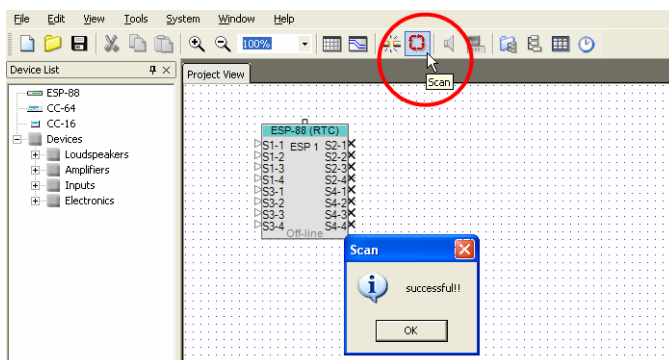 File Edit View Tools System Window Help
100%
Scan
Device List
Project View
ESP-88
CC-64
CC-16
Devices
Loudspeakers
Amplifiers
Inputs
Electronics
ESP-88 (RTC)
S1-1 ESP 1 S2-1
S1-2 S2-2
S1-3 S2-3
S1-4 S2-4
S3-1 S4-1
S3-2 S4-2
S3-3 S4-3
S3-4 S4-4
Off-line
Scan
successful!!
OK